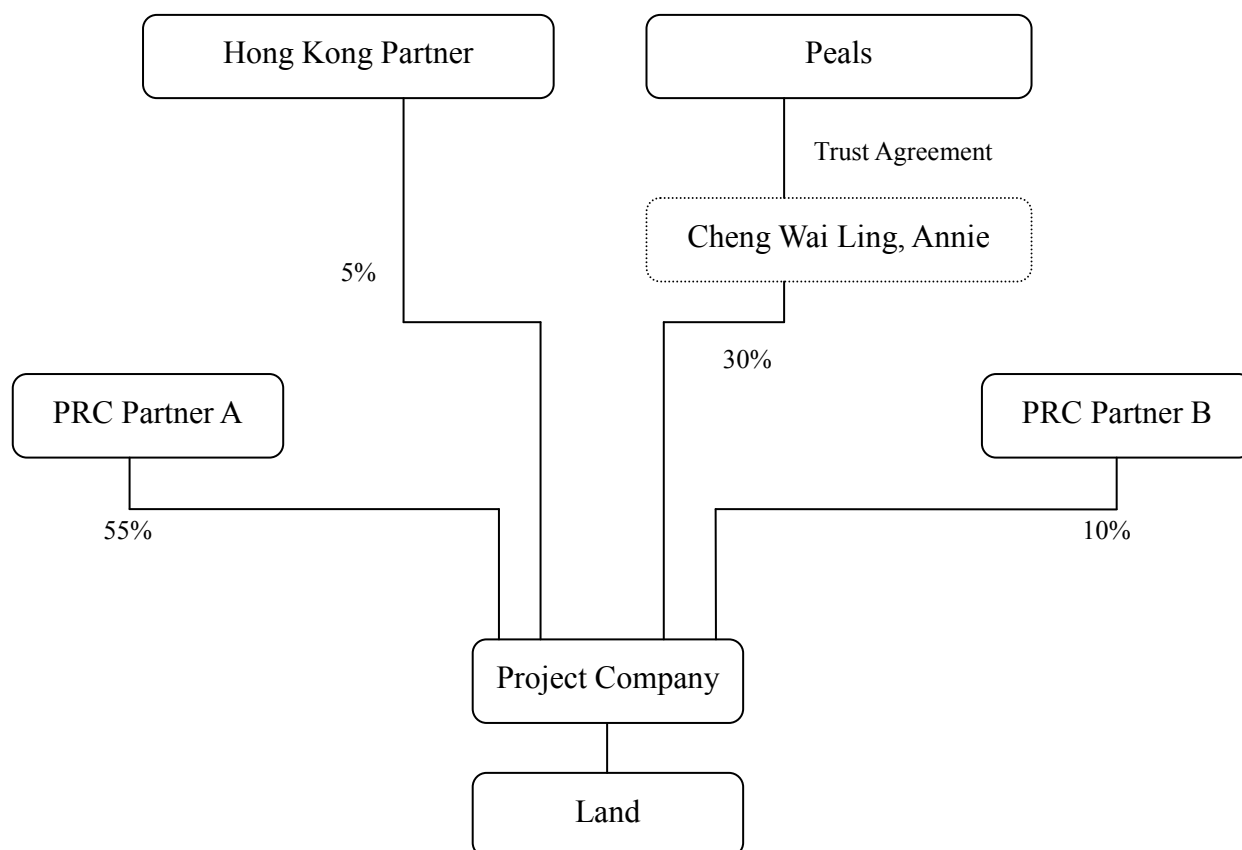 Hong Kong Partner
Peals
Trust Agreement
Cheng Wai Ling, Annie
5%
30%
PRC Partner A
PRC Partner B
55%
10%
Project Company
Land